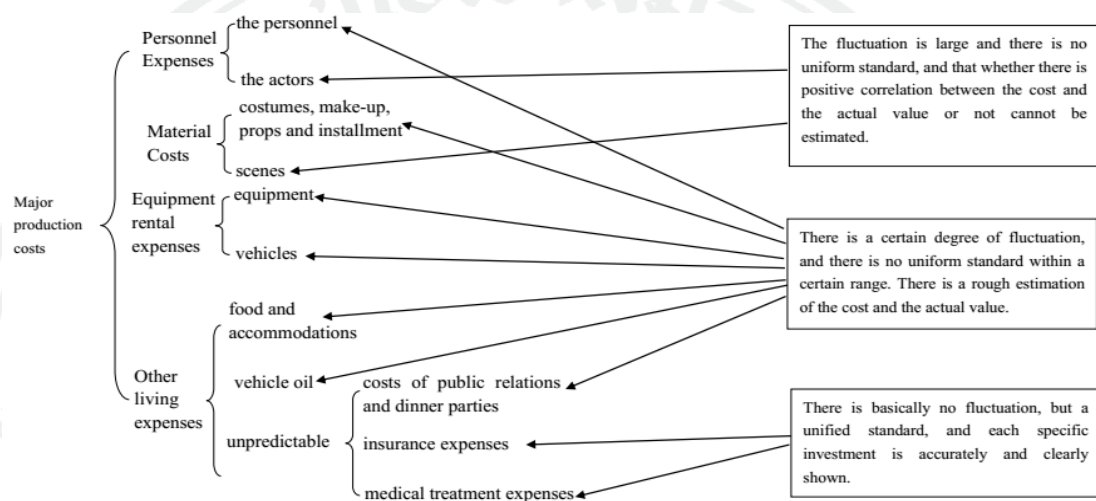 Major
production
costs
Personnel
Expenses
the personnel
the actors
Material
Costs
costumes, make-up,
props and installment
scenes
Equipment
rental
expenses
equipment
vehicles
Other
living
expenses
food and
accommodations
vehicle oil
unpredictable
costs of public relations
and dinner parties
insurance expenses
medical treatment expenses
The fluctuation is large and there is no
uniform standard, and that whether there is
positive correlation between the cost and
the actual value or not cannot be
estimated.
There is a certain degree of fluctuation,
and there is no uniform standard within a
certain range. There is a rough estimation
of the cost and the actual value.
There is basically no fluctuation, but a
unified standard, and each specific
investment is accurately and clearly
shown.